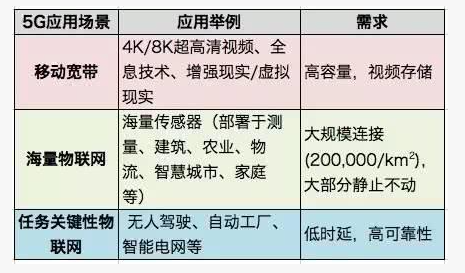 5G应用场景 应用举例 需求
移动宽带
4K/8K超高清视频、全
息技术、增强现实/虚拟
现实
高容量，视频存储
海量物联网
海量传感器（部署于测
量、建筑、农业、物
流、智慧城市、家庭
等）
大规模连接
(200,000/km²)，
大部分静止不动
任务关键性物
联网
无人驾驶、自动工厂、
智能电网等
低时延，高可靠性